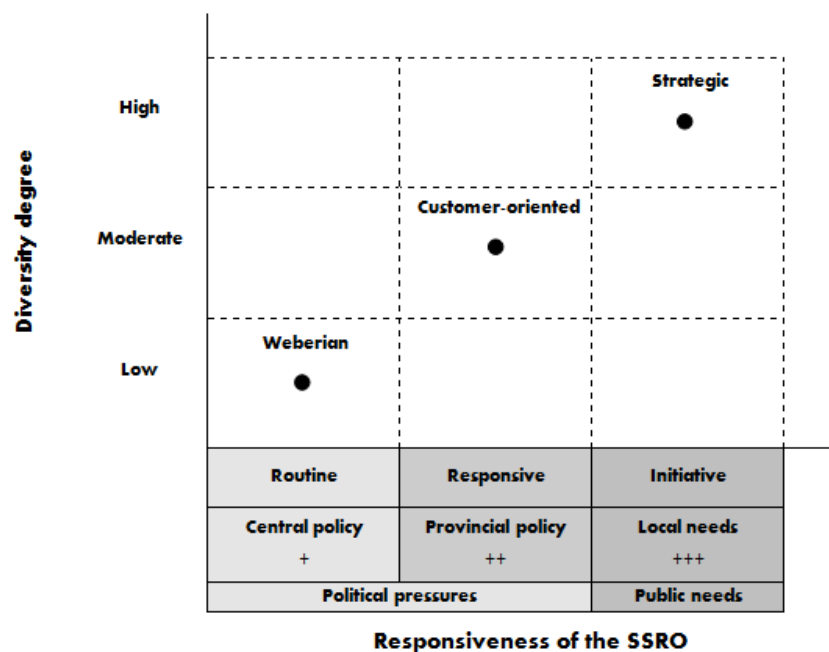 Strategic
High
Customer-oriented
Moderate
Diversity degree
Weberian
Low
Routine Responsive Initiative
Central policy Provincial policy Local needs
+ ++ +++
Political pressures Public needs
Responsiveness of the SSRO